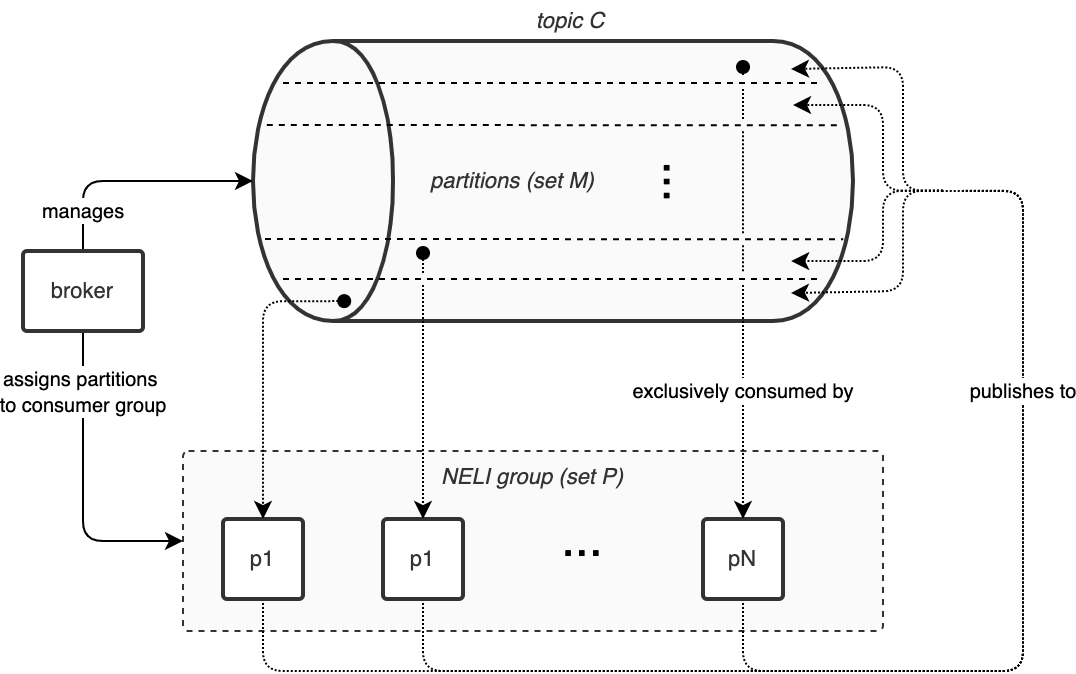 topic C
partitions (set M)
manages
broker
assigns partitions
to consumer group
exclusively consumed by
publishes to
NELI group (set P)
p1
p1
pN